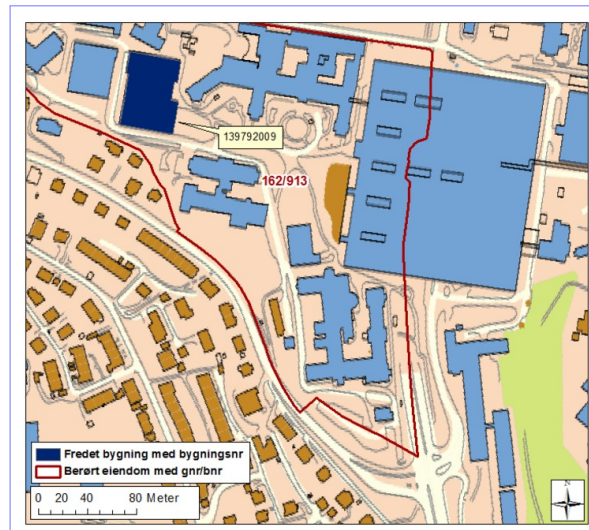 139792009
162/913
Fredet bygning med bygningsnr
Berørt eiendom med gnr/bnr
0 20 40 80 Meter
N